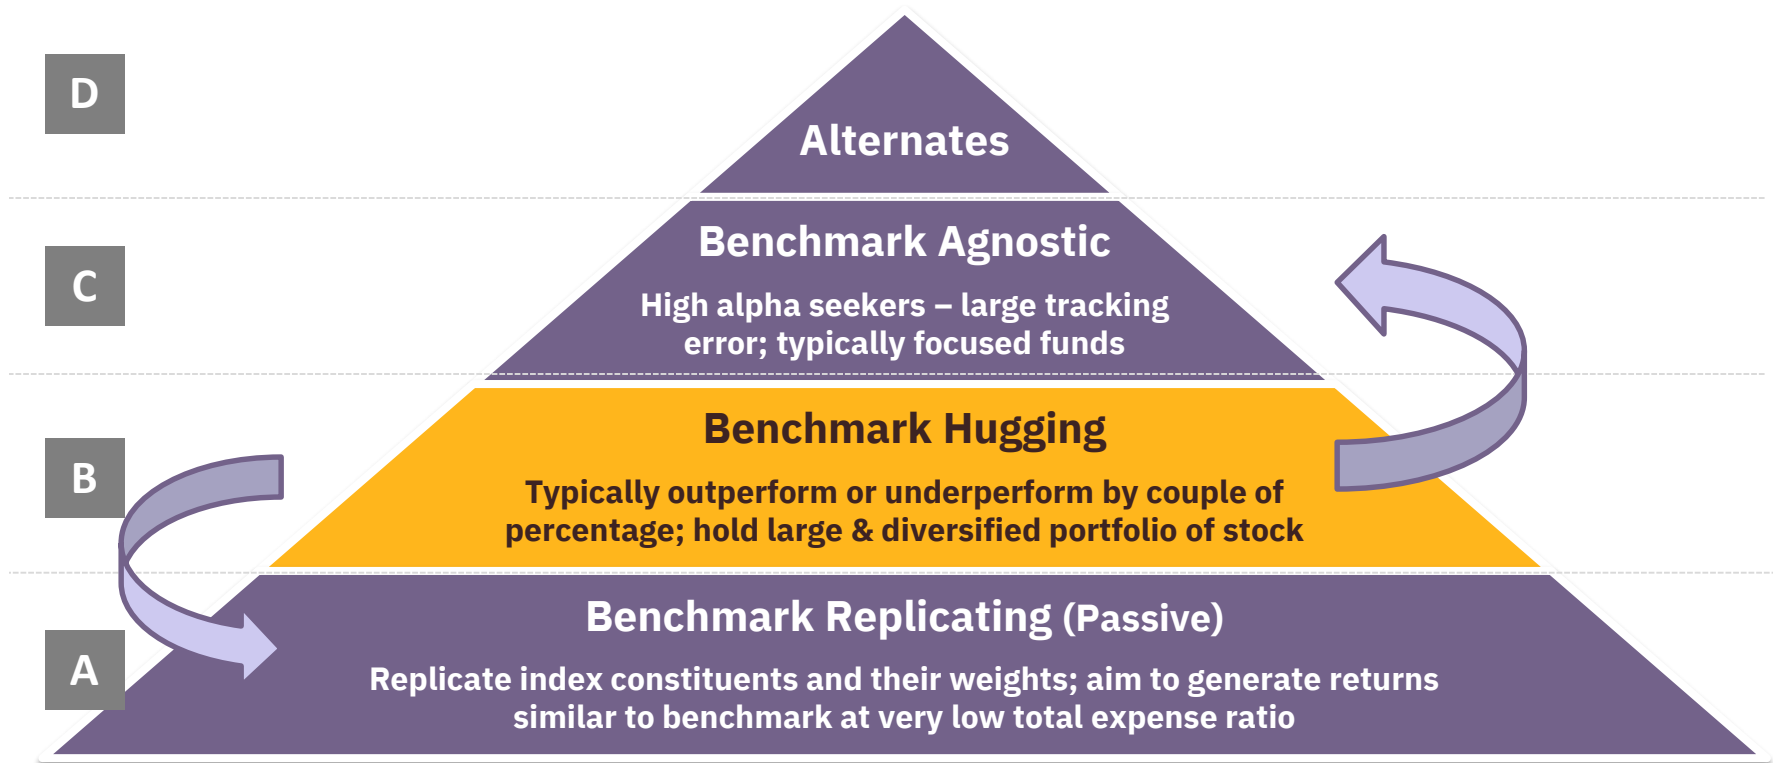 D
Alternates
C
Benchmark Agnostic
High alpha seekers – large tracking
error; typically focused funds
B
Benchmark Hugging
Typically outperform or underperform by couple of
percentage; hold large & diversified portfolio of stock
A
Benchmark Replicating (Passive)
Replicate index constituents and their weights; aim to generate returns
similar to benchmark at very low total expense ratio